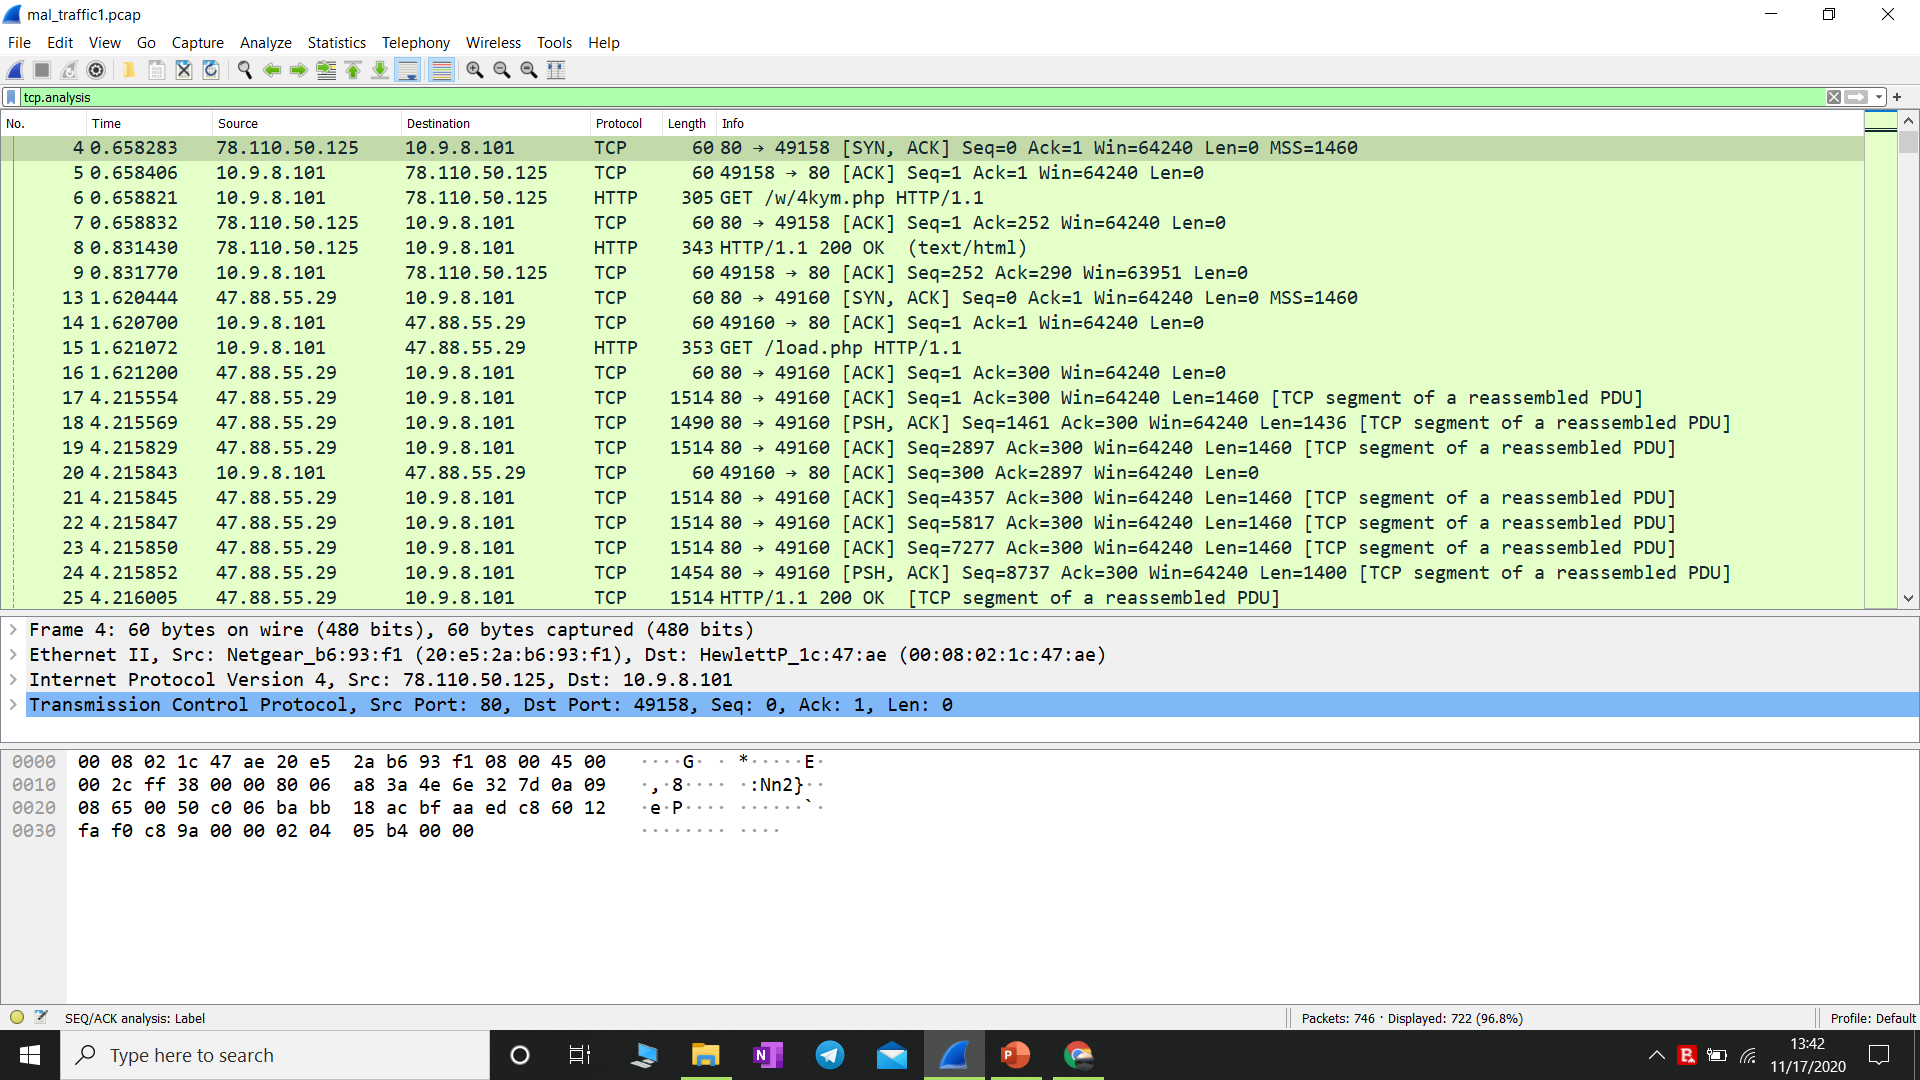 mal_traffic1.pcap
File Edit View Go Capture Analyze Statistics Telephony Wireless Tools Help
tcp.analysis
No. Time Source Destination Protocol Length Info
4 0.658283 78.110.50.125 10.9.8.101 TCP 60 80 → 49158 [SYN, ACK] Seq=0 Ack=1 Win=64240 Len=0 MSS=1460
5 0.658406 10.9.8.101 78.110.50.125 TCP 60 49158 → 80 [ACK] Seq=1 Ack=1 Win=64240 Len=0
6 0.658821 10.9.8.101 78.110.50.125 HTTP 305 GET /w/4kym.php HTTP/1.1
7 0.658832 78.110.50.125 10.9.8.101 TCP 60 80 → 49158 [ACK] Seq=1 Ack=252 Win=64240 Len=0
8 0.831430 78.110.50.125 10.9.8.101 HTTP 343 HTTP/1.1 200 OK (text/html)
9 0.831770 10.9.8.101 78.110.50.125 TCP 60 49158 → 80 [ACK] Seq=252 Ack=290 Win=63951 Len=0
13 1.620444 47.88.55.29 10.9.8.101 TCP 60 80 → 49160 [SYN, ACK] Seq=0 Ack=1 Win=64240 Len=0 MSS=1460
14 1.620700 10.9.8.101 47.88.55.29 TCP 60 49160 → 80 [ACK] Seq=1 Ack=1 Win=64240 Len=0
15 1.621072 10.9.8.101 47.88.55.29 HTTP 353 GET /load.php HTTP/1.1
16 1.621200 47.88.55.29 10.9.8.101 TCP 60 80 → 49160 [ACK] Seq=1 Ack=300 Win=64240 Len=0
17 4.215554 47.88.55.29 10.9.8.101 TCP 1514 80 → 49160 [ACK] Seq=1 Ack=300 Win=64240 Len=1460 [TCP segment of a reassembled PDU]
18 4.215569 47.88.55.29 10.9.8.101 TCP 1490 80 → 49160 [PSH, ACK] Seq=1461 Ack=300 Win=64240 Len=1436 [TCP segment of a reassembled PDU]
19 4.215829 47.88.55.29 10.9.8.101 TCP 1514 80 → 49160 [ACK] Seq=2897 Ack=300 Win=64240 Len=1460 [TCP segment of a reassembled PDU]
20 4.215843 10.9.8.101 47.88.55.29 TCP 60 49160 → 80 [ACK] Seq=300 Ack=2897 Win=64240 Len=0
21 4.215845 47.88.55.29 10.9.8.101 TCP 1514 80 → 49160 [ACK] Seq=4357 Ack=300 Win=64240 Len=1460 [TCP segment of a reassembled PDU]
22 4.215847 47.88.55.29 10.9.8.101 TCP 1514 80 → 49160 [ACK] Seq=5817 Ack=300 Win=64240 Len=1460 [TCP segment of a reassembled PDU]
23 4.215850 47.88.55.29 10.9.8.101 TCP 1514 80 → 49160 [ACK] Seq=7277 Ack=300 Win=64240 Len=1460 [TCP segment of a reassembled PDU]
24 4.215852 47.88.55.29 10.9.8.101 TCP 1454 80 → 49160 [PSH, ACK] Seq=8737 Ack=300 Win=64240 Len=1400 [TCP segment of a reassembled PDU]
25 4.216005 47.88.55.29 10.9.8.101 TCP 1514 HTTP/1.1 200 OK [TCP segment of a reassembled PDU]
Frame 4: 60 bytes on wire (480 bits), 60 bytes captured (480 bits)
Ethernet II, Src: Netgear_b6:93:f1 (20:e5:2a:b6:93:f1), Dst: HewlettP_1c:47:ae (00:08:02:1c:47:ae)
Internet Protocol Version 4, Src: 78.110.50.125, Dst: 10.9.8.101
Transmission Control Protocol, Src Port: 80, Dst Port: 49158, Seq: 0, Ack: 1, Len: 0
0000 00 08 02 1c 47 ae 20 e5 2a b6 93 f1 08 00 45 00 ····G· · *·····E·
0010 00 2c ff 38 00 00 80 06 a8 3a 4e 6e 32 7d 0a 09 ·,·8···· ·:Nn2}··
0020 08 65 00 50 c0 06 ba bb 18 ac bf aa ed c8 60 12 ·e·P···· ······`·
0030 fa f0 c8 9a 00 00 02 04 05 b4 00 00 ········ ····
SEQ/ACK analysis: Label
Packets: 746 · Displayed: 722 (96.8%)
Profile: Default
Type here to search
13:42
11/17/2020